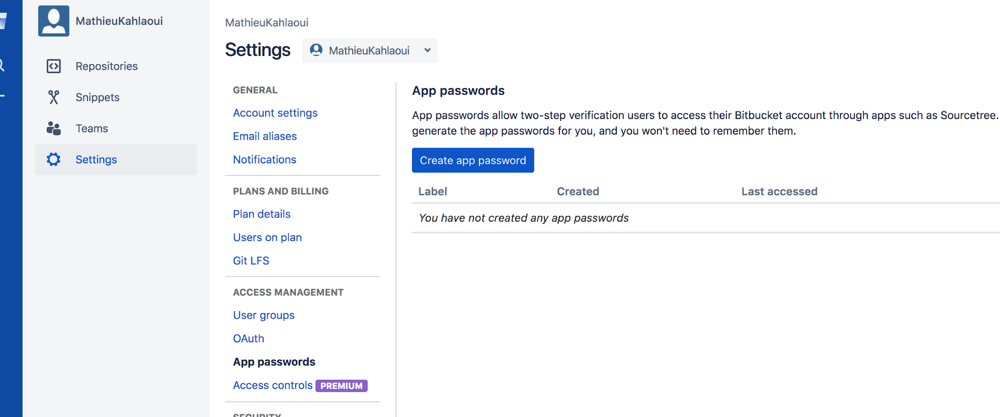 MathieuKahlaoui
Repositories
Snippets
Teams
Settings
MathieuKahlaoui
Settings
MathieuKahlaoui
GENERAL
Account settings
Email aliases
Notifications
PLANS AND BILLING
Plan details
Users on plan
Git LFS
ACCESS MANAGEMENT
User groups
OAuth
App passwords
Access controls PREMIUM
SECURITY
App passwords
App passwords allow two-step verification users to access their Bitbucket account through apps such as Sourcetree.
generate the app passwords for you, and you won't need to remember them.
Create app password
Label Created Last accessed
You have not created any app passwords